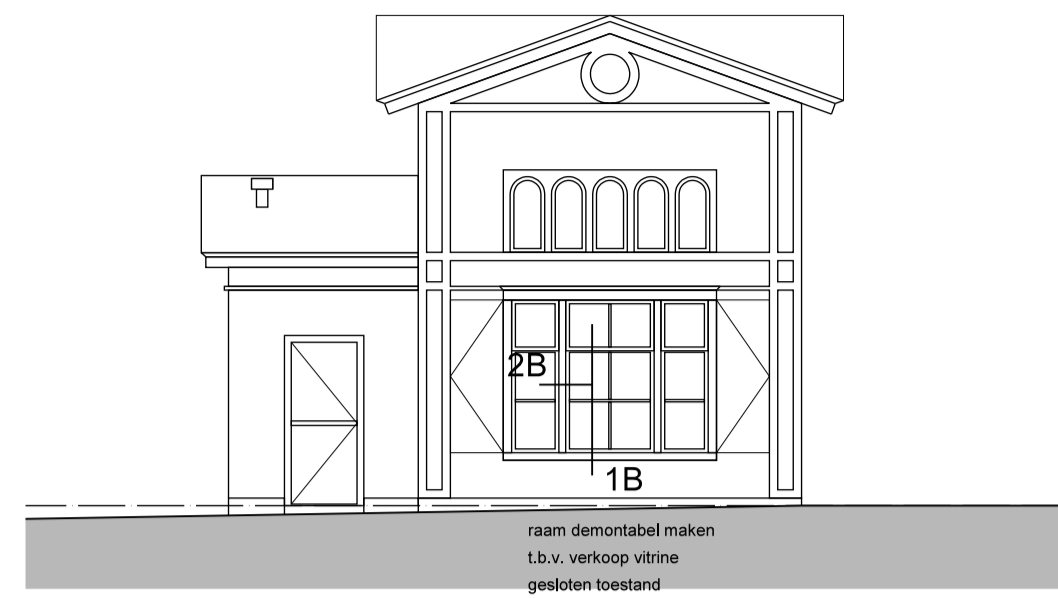 2B
1B
raam demontabel maken
t.b.v. verkoop vitrine
gesloten toestand